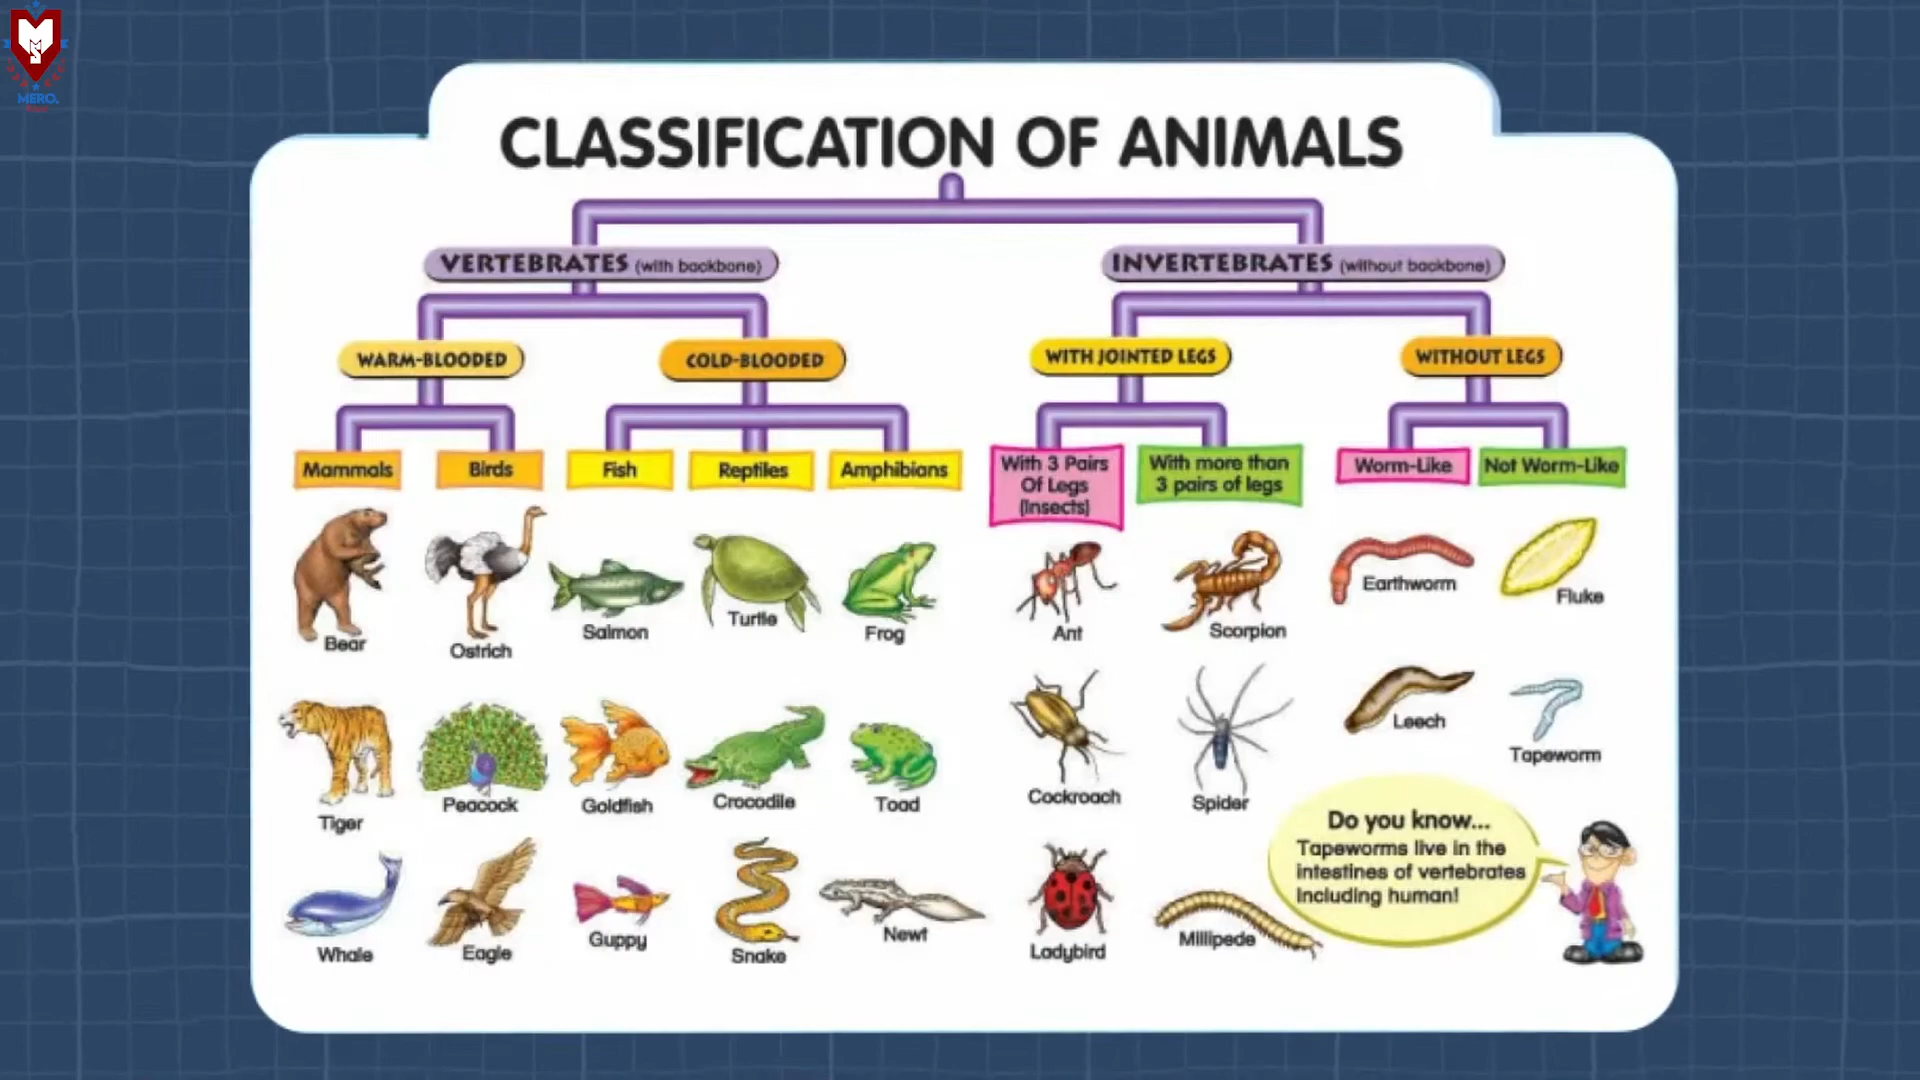 MERO.
CLASSIFICATION OF ANIMALS
VERTEBRATES (with backbone)
INVERTEBRATES (without backbone)
WARM-BLOODED
COLD-BLOODED
WITH JOINTED LEGS
WITHOUT LEGS
Mammals
Birds
Fish
Reptiles
Amphibians
With 3 Pairs
Of Legs
(Insects)
With more than
3 pairs of legs
Worm-Like
Not Worm-Like
Bear
Ostrich
Salmon
Turtle
Frog
Ant
Scorpion
Earthworm
Fluke
Tiger
Peacock
Goldfish
Crocodile
Toad
Cockroach
Spider
Leech
Tapeworm
Whale
Eagle
Guppy
Snake
Newt
Ladybird
Millipede
Do you know...
Tapeworms live in the
intestines of vertebrates
including human!